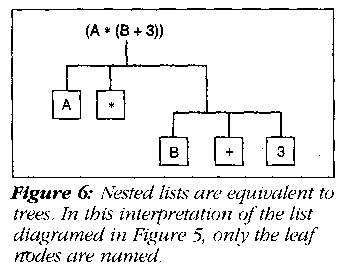 (A * (B + 3))
A *
B + 3
Figure 6: Nested lists are equivalent to
trees. In this interpretation of the list
diagramed in Figure 5, only the leaf
nodes are named.